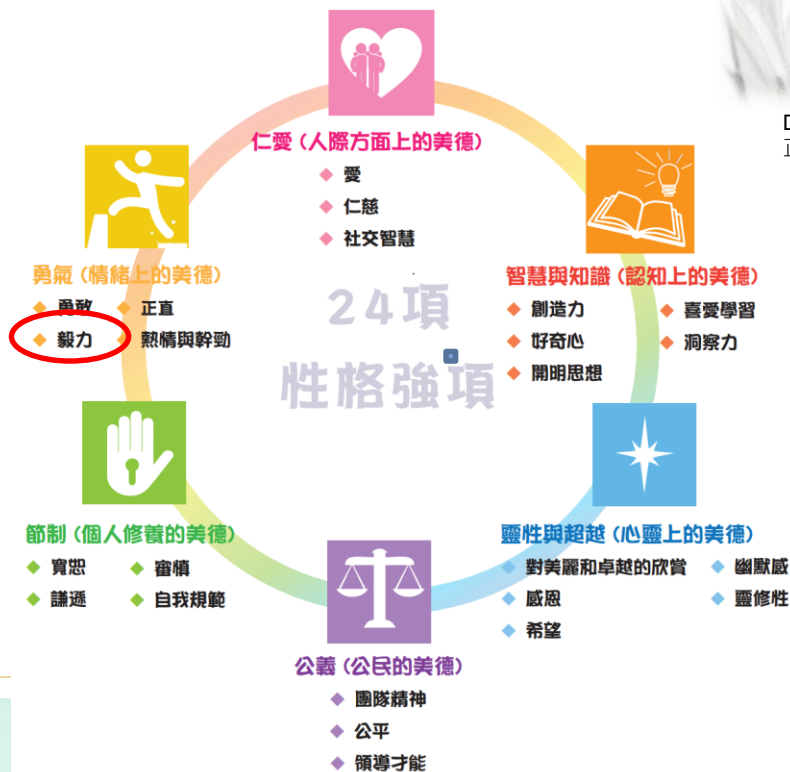 仁愛 (人際方面上的美德)
◆ 愛
◆ 仁慈
◆ 社交智慧
勇氣 (情緒上的美德)
◆ 勇敢 ◆ 正直
◆ 毅力 ◆ 熱情與幹勁
智慧與知識 (認知上的美德)
◆ 創造力 ◆ 喜愛學習
◆ 好奇心 ◆ 洞察力
◆ 開明思想
24項
性格強項
節制 (個人修養的美德)
◆ 寬恕 ◆ 審慎
◆ 謙遜 ◆ 自我規範
靈性與超越 (心靈上的美德)
◆ 對美麗和卓越的欣賞 ◆ 幽默感
◆ 感恩 ◆ 靈修性
◆ 希望
公義 (公民的美德)
◆ 團隊精神
◆ 公平
◆ 領導才能